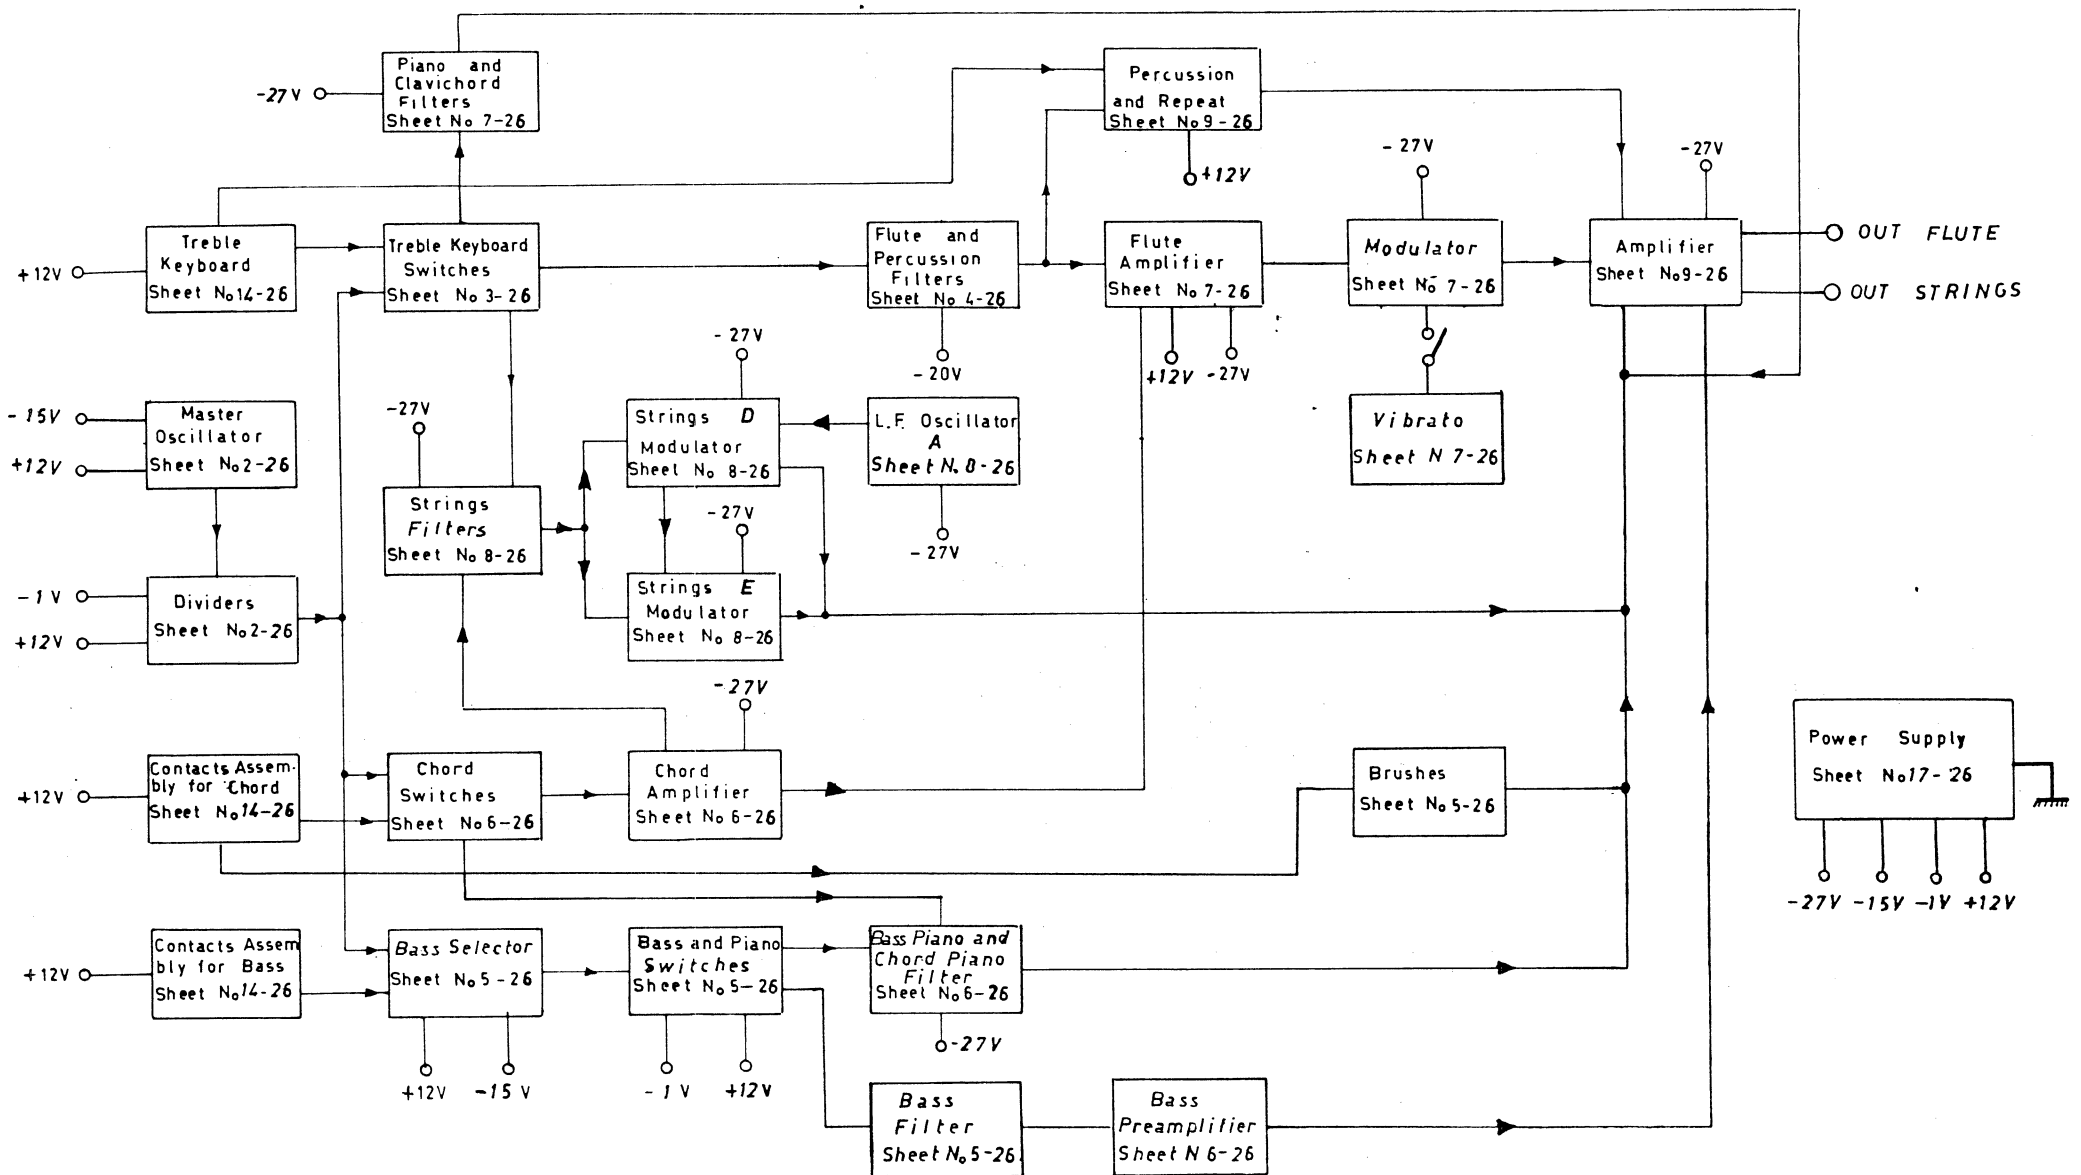 Piano and
Clavichord
Filters
Sheet No 7-26
-27V
Percussion
and Repeat
Sheet No 9-26
+12V
-27V
-27V
Treble
Keyboard
Sheet No 14-26
+12V
Treble Keyboard
Switches
Sheet No 3-26
Flute and
Percussion
Filters
Sheet No 4-26
-20V
Flute
Amplifier
Sheet No 7-26
+12V -27V
Modulator
Sheet No 7-26
Amplifier
Sheet No 9-26
OUT FLUTE
OUT STRINGS
Vibrato
Sheet N 7-26
-15V
+12V
Master
Oscillator
Sheet No 2-26
-27V
Strings
Filters
Sheet No 8-26
-27V
Strings D
Modulator
Sheet No 8-26
L.F. Oscillator
A
Sheet N. 8-26
-27V
-27V
Strings E
Modulator
Sheet No 8-26
-1V
+12V
Dividers
Sheet No 2-26
+12V
Contacts Assem-
bly for Chord
Sheet No 14-26
Chord
Switches
Sheet No 6-26
-27V
Chord
Amplifier
Sheet No 6-26
Brushes
Sheet No 5-26
Power Supply
Sheet No 17-26
-27V -15V -1V +12V
+12V
Contacts Assem
bly for Bass
Sheet No 14-26
Bass Selector
Sheet No 5-26
+12V -15V
Bass and Piano
Switches
Sheet No 5-26
-1V +12V
Bass Piano and
Chord Piano
Filter
Sheet No 6-26
-27V
Bass
Filter
Sheet No 5-26
Bass
Preamplifier
Sheet N 6-26